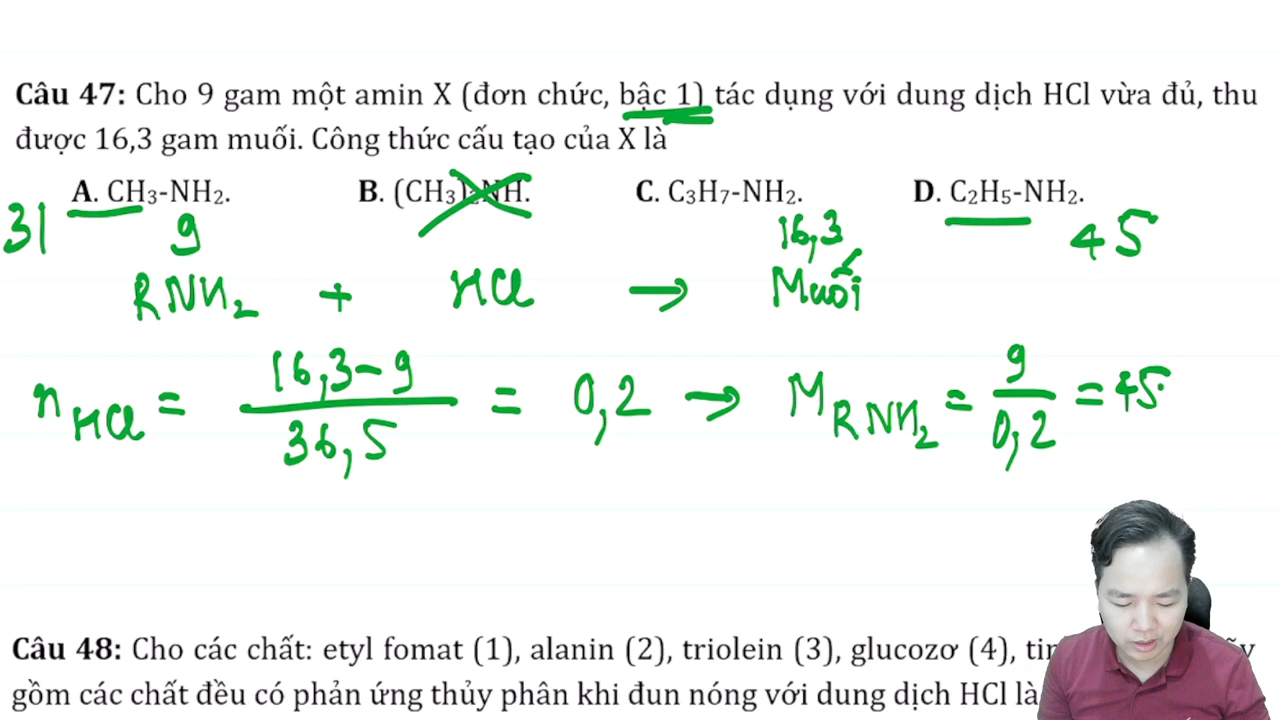 Câu 47: Cho 9 gam một amin X (đơn chức, bậc 1) tác dụng với dung dịch HCl vừa đủ, thu
được 16,3 gam muối. Công thức cấu tạo của X là
A. CH3-NH2. B. (CH3)2NH. C. C3H7-NH2. D. C2H5-NH2.
31 9 16,3 45
RNH2 + HCl → Muối
nHCl = 16,3-9 / 36,5 = 0,2 → MRNH2 = 9 / 0,2 = 45
Câu 48: Cho các chất: etyl fomat (1), alanin (2), triolein (3), glucozơ (4),
gồm các chất đều có phản ứng thủy phân khi đun nóng với dung dịch HCl là